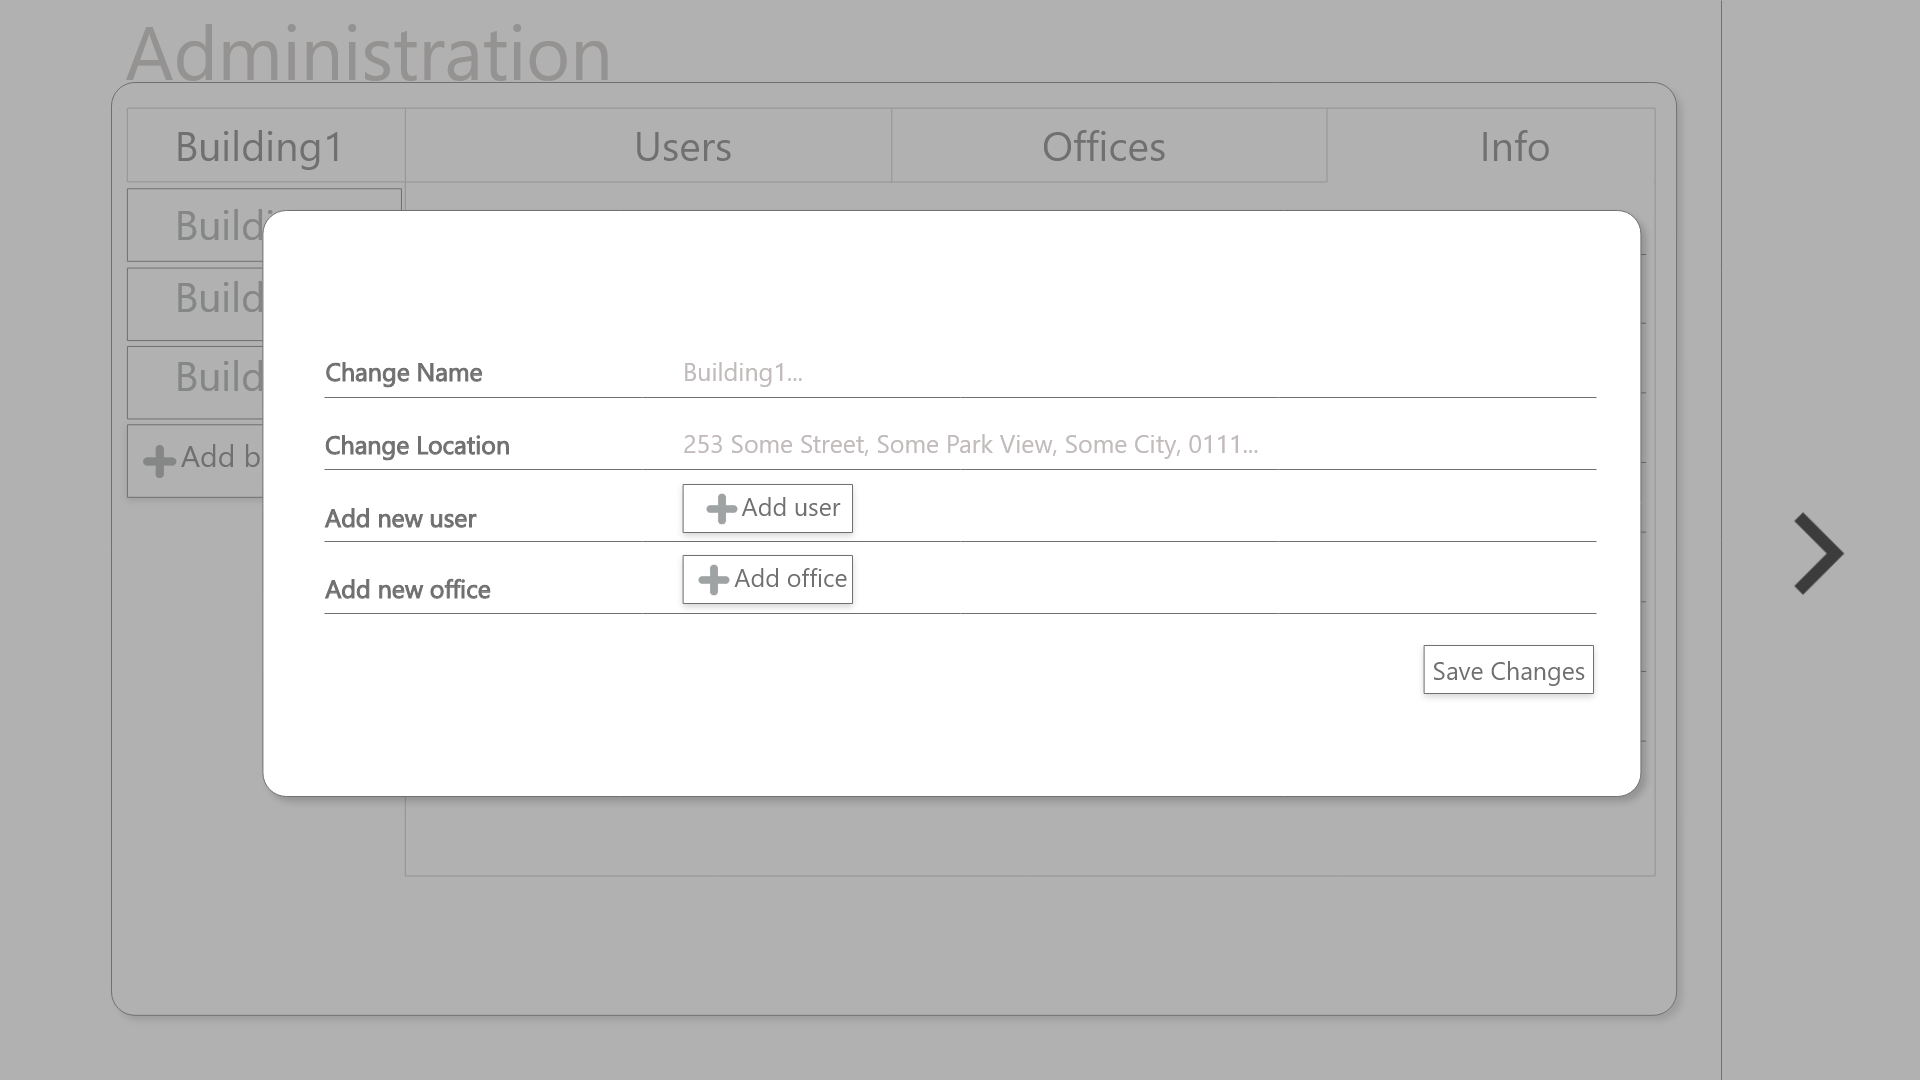 Administration
Building1 Users Offices Info
Build
Build
Build
Add b
Change Name Building1...
Change Location 253 Some Street, Some Park View, Some City, 0111...
Add new user Add user
Add new office Add office
Save Changes